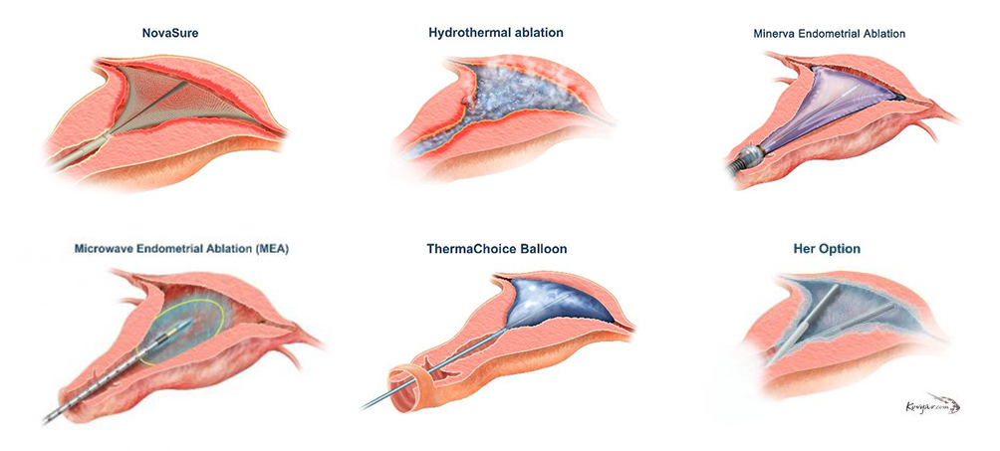 NovaSure
Hydrothermal ablation
Minerva Endometrial Ablation
Microwave Endometrial Ablation (MEA)
ThermaChoice Balloon
Her Option